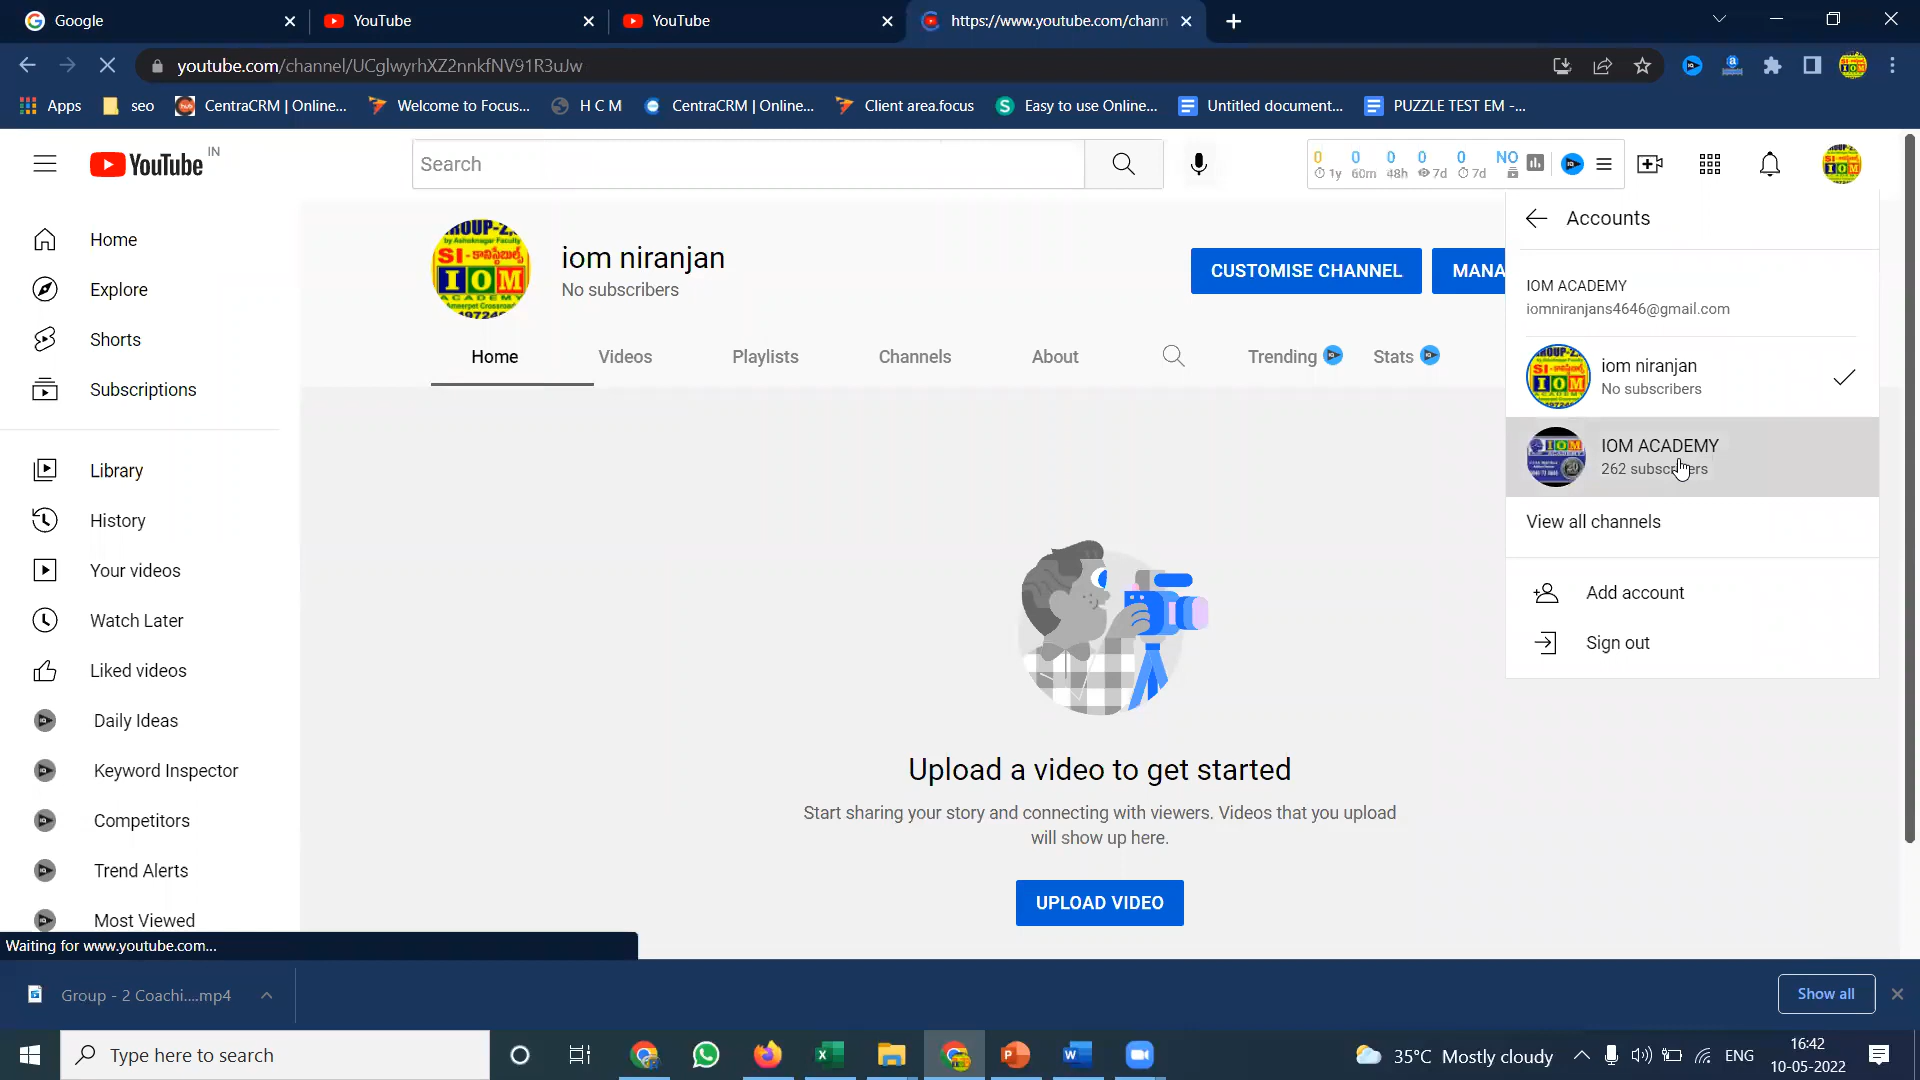 Google
YouTube
YouTube
https://www.youtube.com/chann
youtube.com/channel/UCglwyrhXZ2nnkfNV91R3uJw
Apps
seo
CentraCRM | Online...
Welcome to Focus...
H C M
CentraCRM | Online...
Client area.focus
Easy to use Online...
Untitled document...
PUZZLE TEST EM -...
YouTube IN
Search
0 0 0 0 0 NO
1y 60m 48h 7d 7d
Home
Explore
Shorts
Subscriptions
Library
History
Your videos
Watch Later
Liked videos
Daily Ideas
Keyword Inspector
Competitors
Trend Alerts
Most Viewed
iom niranjan
No subscribers
CUSTOMISE CHANNEL
MANA
Home
Videos
Playlists
Channels
About
Trending
Stats
Upload a video to get started
Start sharing your story and connecting with viewers. Videos that you upload
will show up here.
UPLOAD VIDEO
Accounts
IOM ACADEMY
iomniranjans4646@gmail.com
iom niranjan
No subscribers
IOM ACADEMY
262 subscribers
View all channels
Add account
Sign out
Waiting for www.youtube.com...
Group - 2 Coachi....mp4
Show all
Type here to search
35°C Mostly cloudy
ENG
16:42
10-05-2022